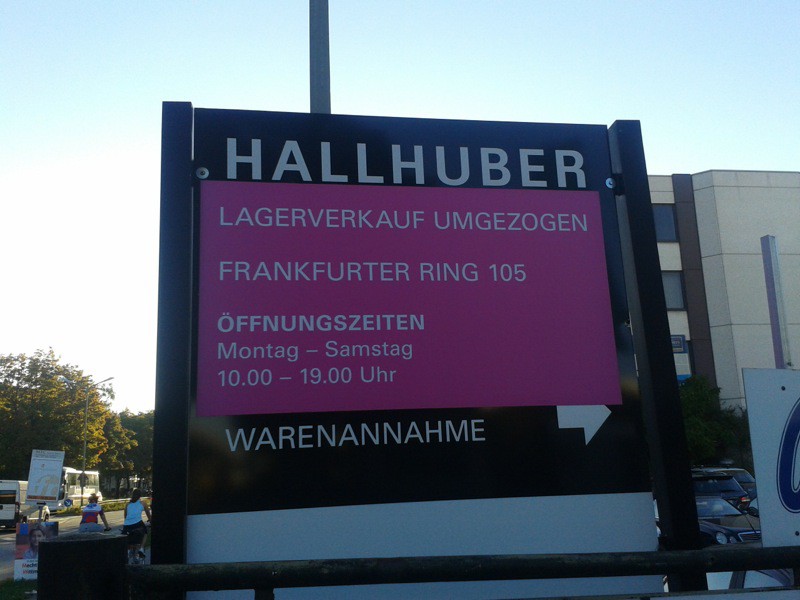 HALLHUBER
LAGERVERKAUF UMGEZOGEN
FRANKFURTER RING 105
ÖFFNUNGSZEITEN
Montag – Samstag
10.00 – 19.00 Uhr
WARENANNAHME